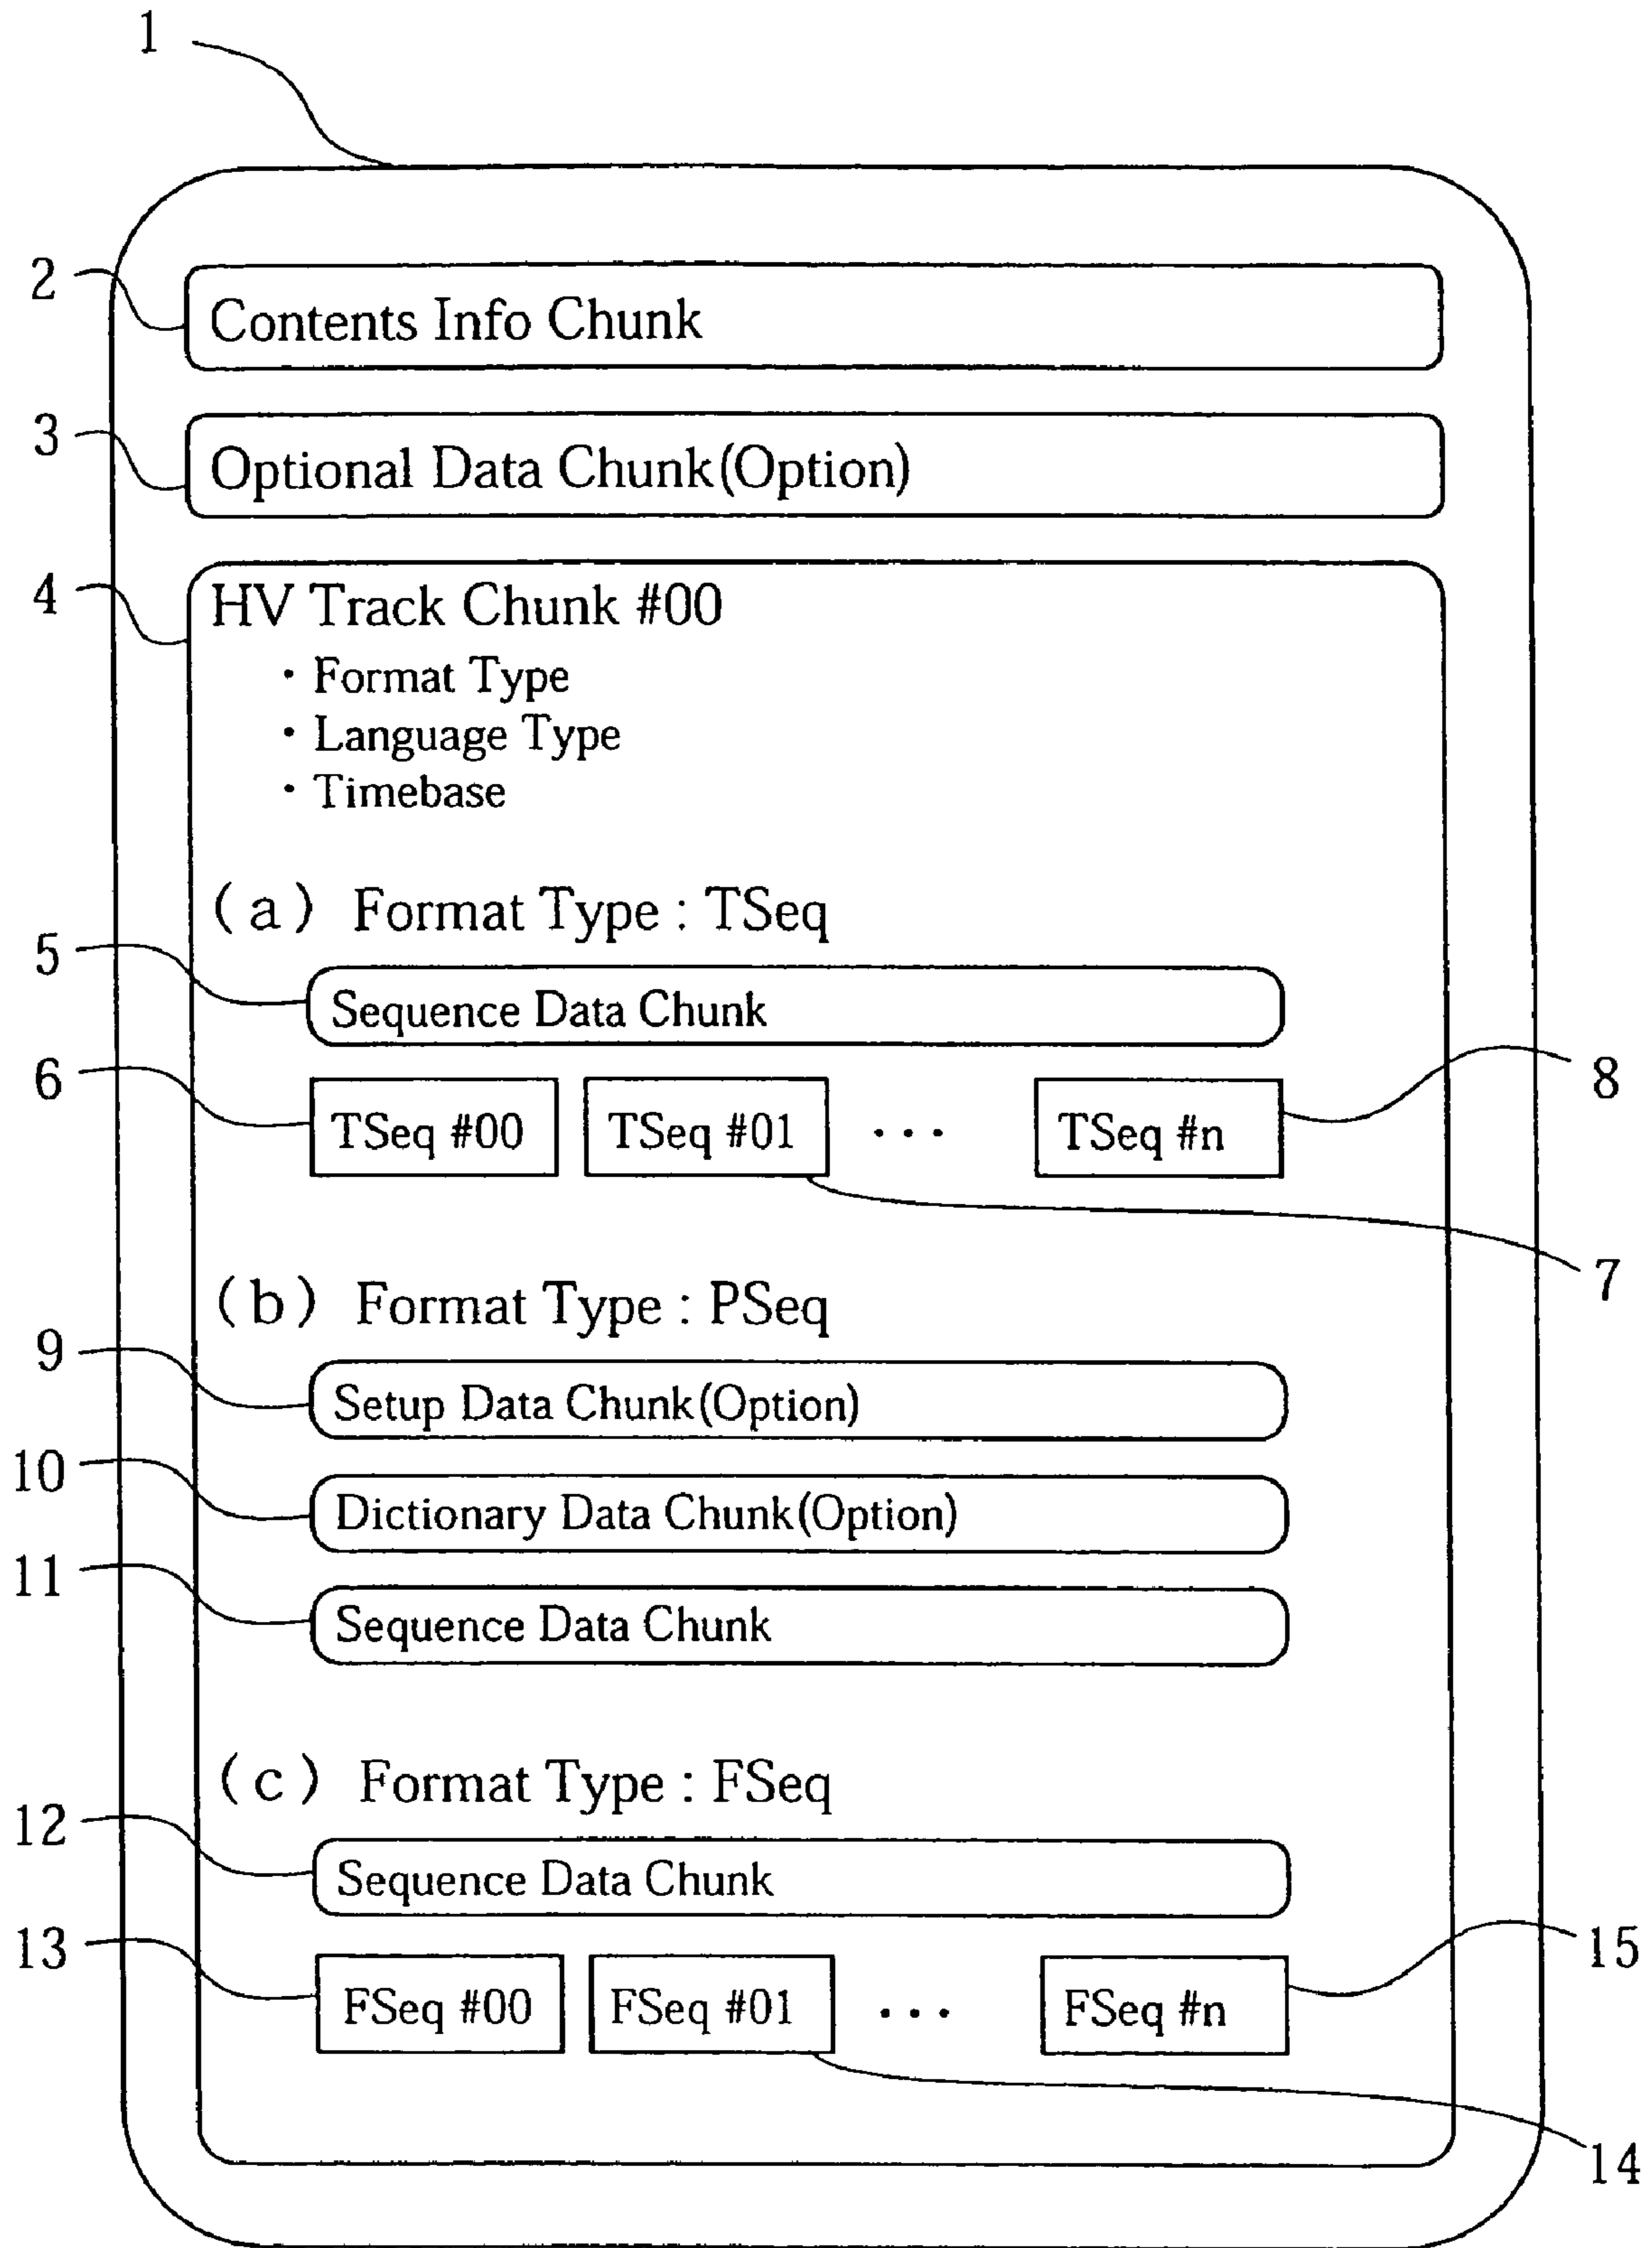 1
2
Contents Info Chunk
3
Optional Data Chunk(Option)
4
HV Track Chunk #00
・Format Type
・Language Type
・Timebase
(a) Format Type : TSeq
5
Sequence Data Chunk
6
TSeq #00 TSeq #01 ... TSeq #n
8
7
(b) Format Type : PSeq
9
Setup Data Chunk(Option)
10
Dictionary Data Chunk(Option)
11
Sequence Data Chunk
(c) Format Type : FSeq
12
Sequence Data Chunk
13
FSeq #00 FSeq #01 ... FSeq #n
15
14